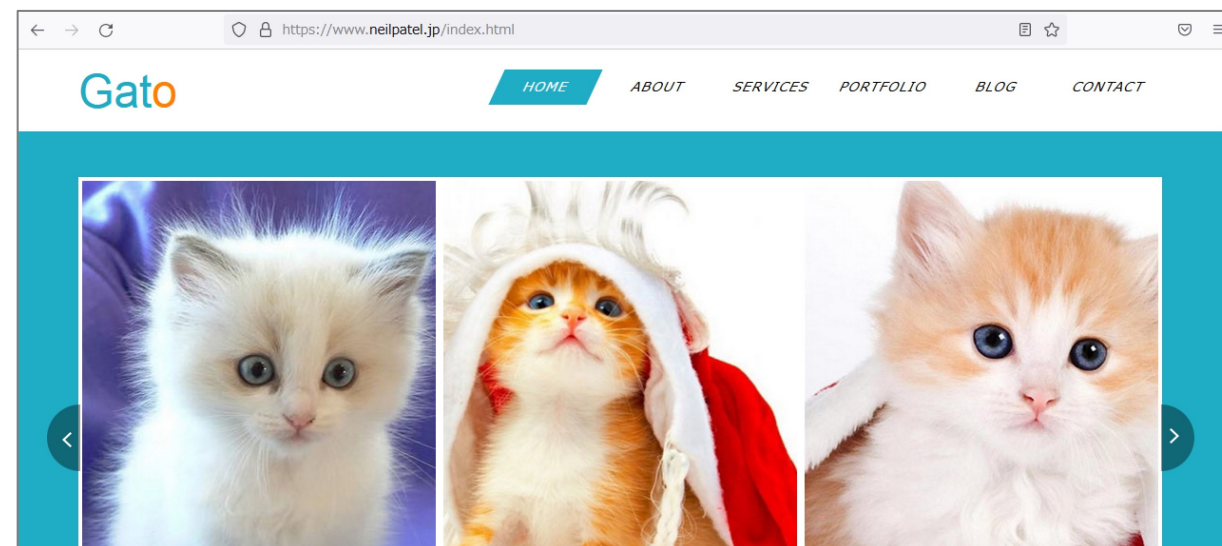 https://www.neilpatel.jp/index.html
Gato
HOME ABOUT SERVICES PORTFOLIO BLOG CONTACT